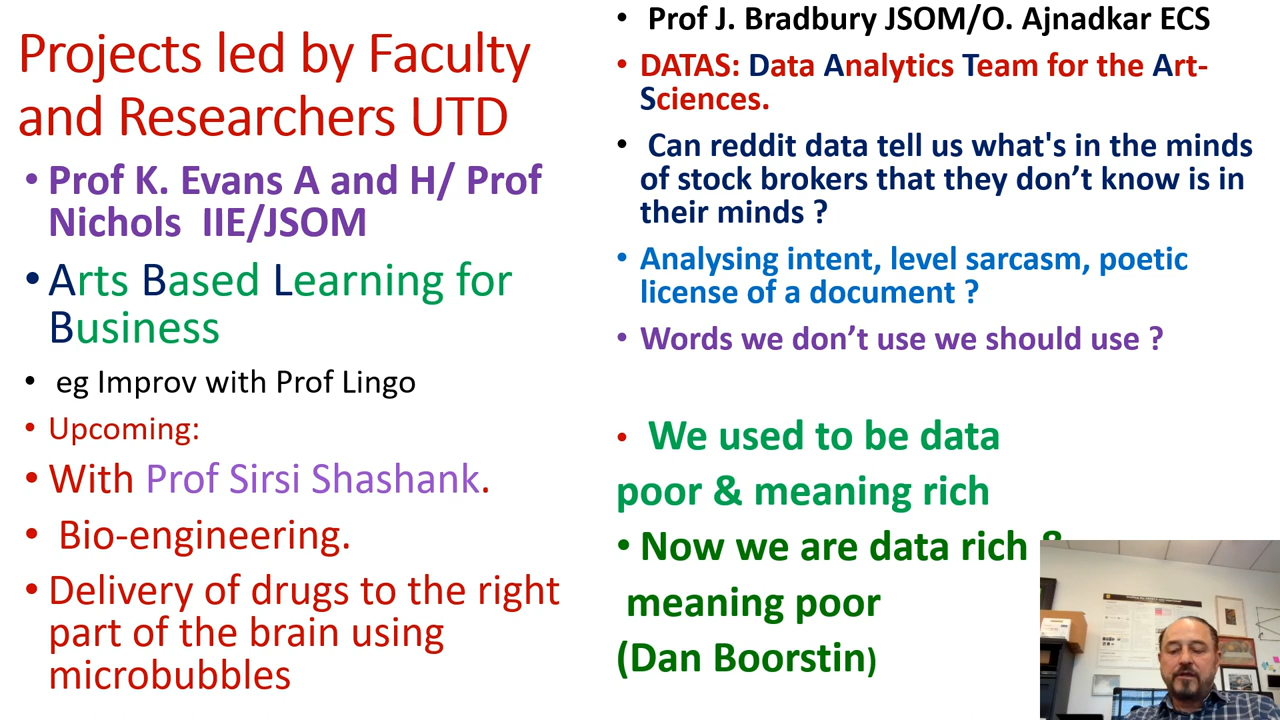 Projects led by Faculty
and Researchers UTD
• Prof K. Evans A and H/ Prof
Nichols IIE/JSOM
• Arts Based Learning for
Business
• eg Improv with Prof Lingo
• Upcoming:
• With Prof Sirsi Shashank.
• Bio-engineering.
• Delivery of drugs to the right
part of the brain using
microbubbles
• Prof J. Bradbury JSOM/O. Ajnadkar ECS
• DATAS: Data Analytics Team for the Art-
Sciences.
• Can reddit data tell us what's in the minds
of stock brokers that they don’t know is in
their minds ?
• Analysing intent, level sarcasm, poetic
license of a document ?
• Words we don’t use we should use ?
• We used to be data
poor & meaning rich
• Now we are data rich &
meaning poor
(Dan Boorstin)